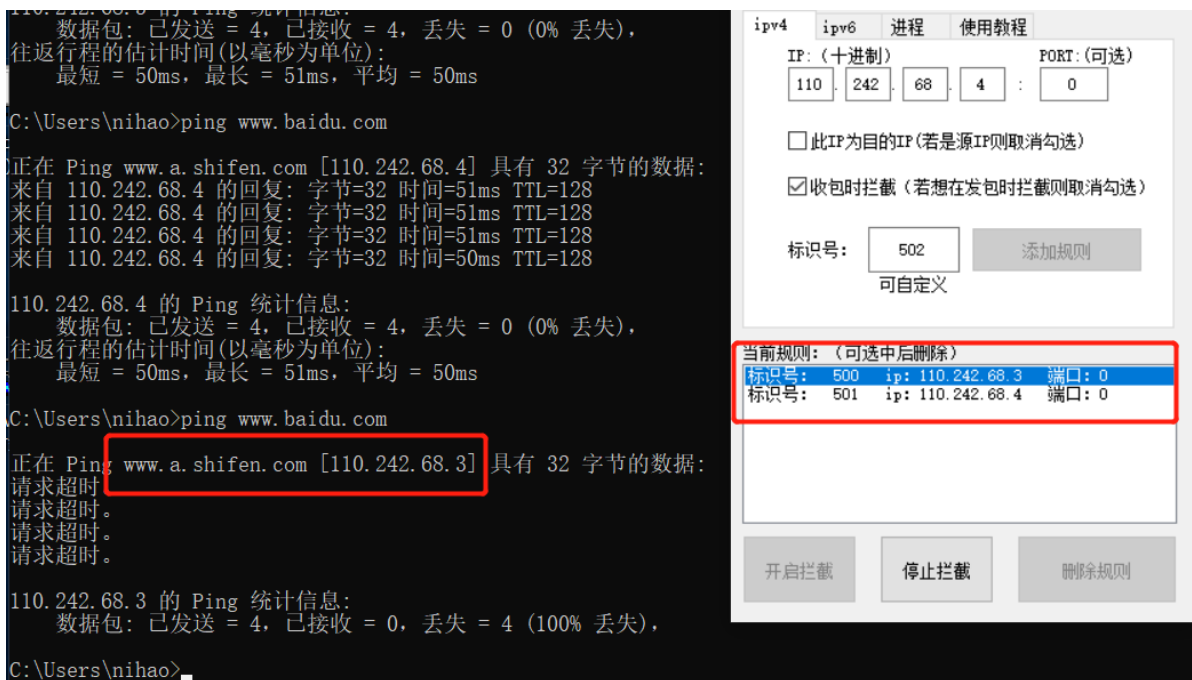 数据包: 已发送 = 4，已接收 = 4，丢失 = 0 (0% 丢失)，
往返行程的估计时间(以毫秒为单位):
最短 = 50ms，最长 = 51ms，平均 = 50ms
C:\Users\nihao>ping www.baidu.com
正在 Ping www.a.shifen.com [110.242.68.4] 具有 32 字节的数据:
来自 110.242.68.4 的回复: 字节=32 时间=51ms TTL=128
来自 110.242.68.4 的回复: 字节=32 时间=51ms TTL=128
来自 110.242.68.4 的回复: 字节=32 时间=51ms TTL=128
来自 110.242.68.4 的回复: 字节=32 时间=50ms TTL=128
110.242.68.4 的 Ping 统计信息:
数据包: 已发送 = 4，已接收 = 4，丢失 = 0 (0% 丢失)，
往返行程的估计时间(以毫秒为单位):
最短 = 50ms，最长 = 51ms，平均 = 50ms
C:\Users\nihao>ping www.baidu.com
正在 Ping www.a.shifen.com [110.242.68.3] 具有 32 字节的数据:
请求超时
请求超时。
请求超时。
请求超时。
110.242.68.3 的 Ping 统计信息:
数据包: 已发送 = 4，已接收 = 0，丢失 = 4 (100% 丢失)，
C:\Users\nihao>
ipv4 ipv6 进程 使用教程
IP:（十进制） PORT:(可选)
110 . 242 . 68 . 4 : 0
此IP为目的IP(若是源IP则取消勾选)
收包时拦截（若想在发包时拦截则取消勾选）
标识号: 502 添加规则
可自定义
当前规则:（可选中后删除）
标识号: 500 ip: 110.242.68.3 端口: 0
标识号: 501 ip: 110.242.68.4 端口: 0
开启拦截 停止拦截 删除规则